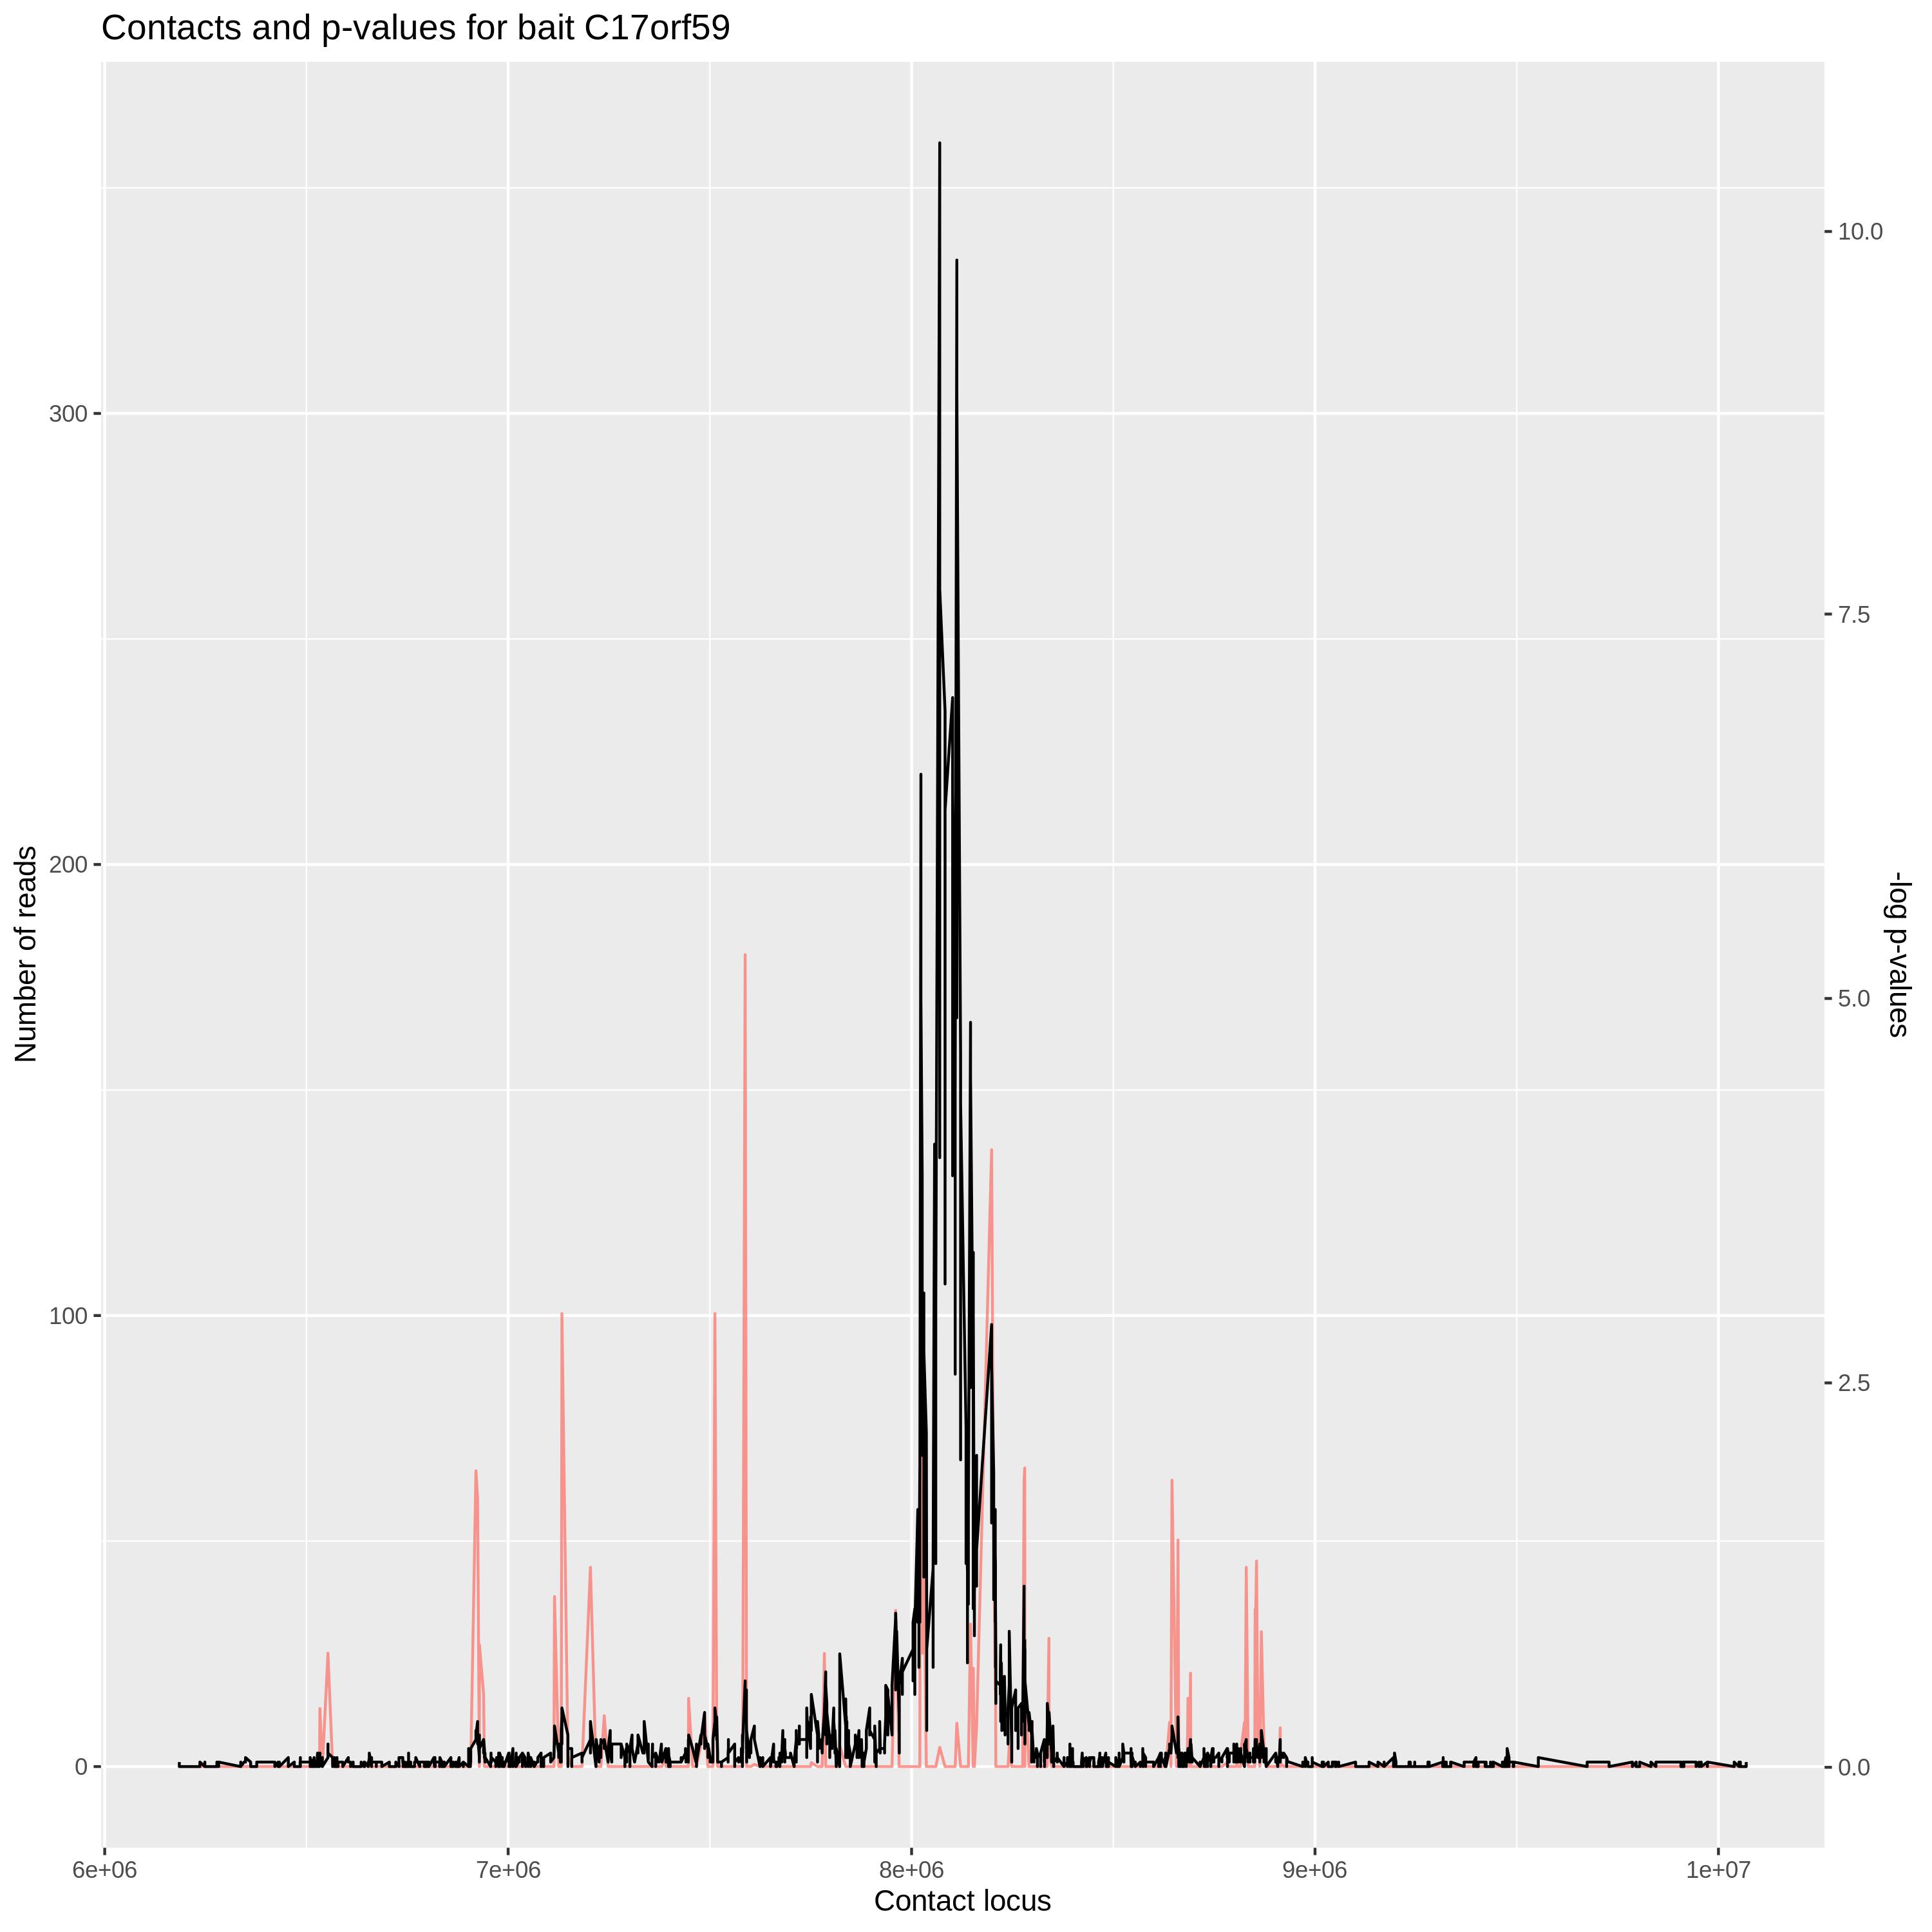 Contacts and p-values for bait C17orf59
Number of reads
300
200
100
0
10.0
7.5
5.0
2.5
0.0
-log p-values
6e+06
7e+06
8e+06
9e+06
1e+07
Contact locus